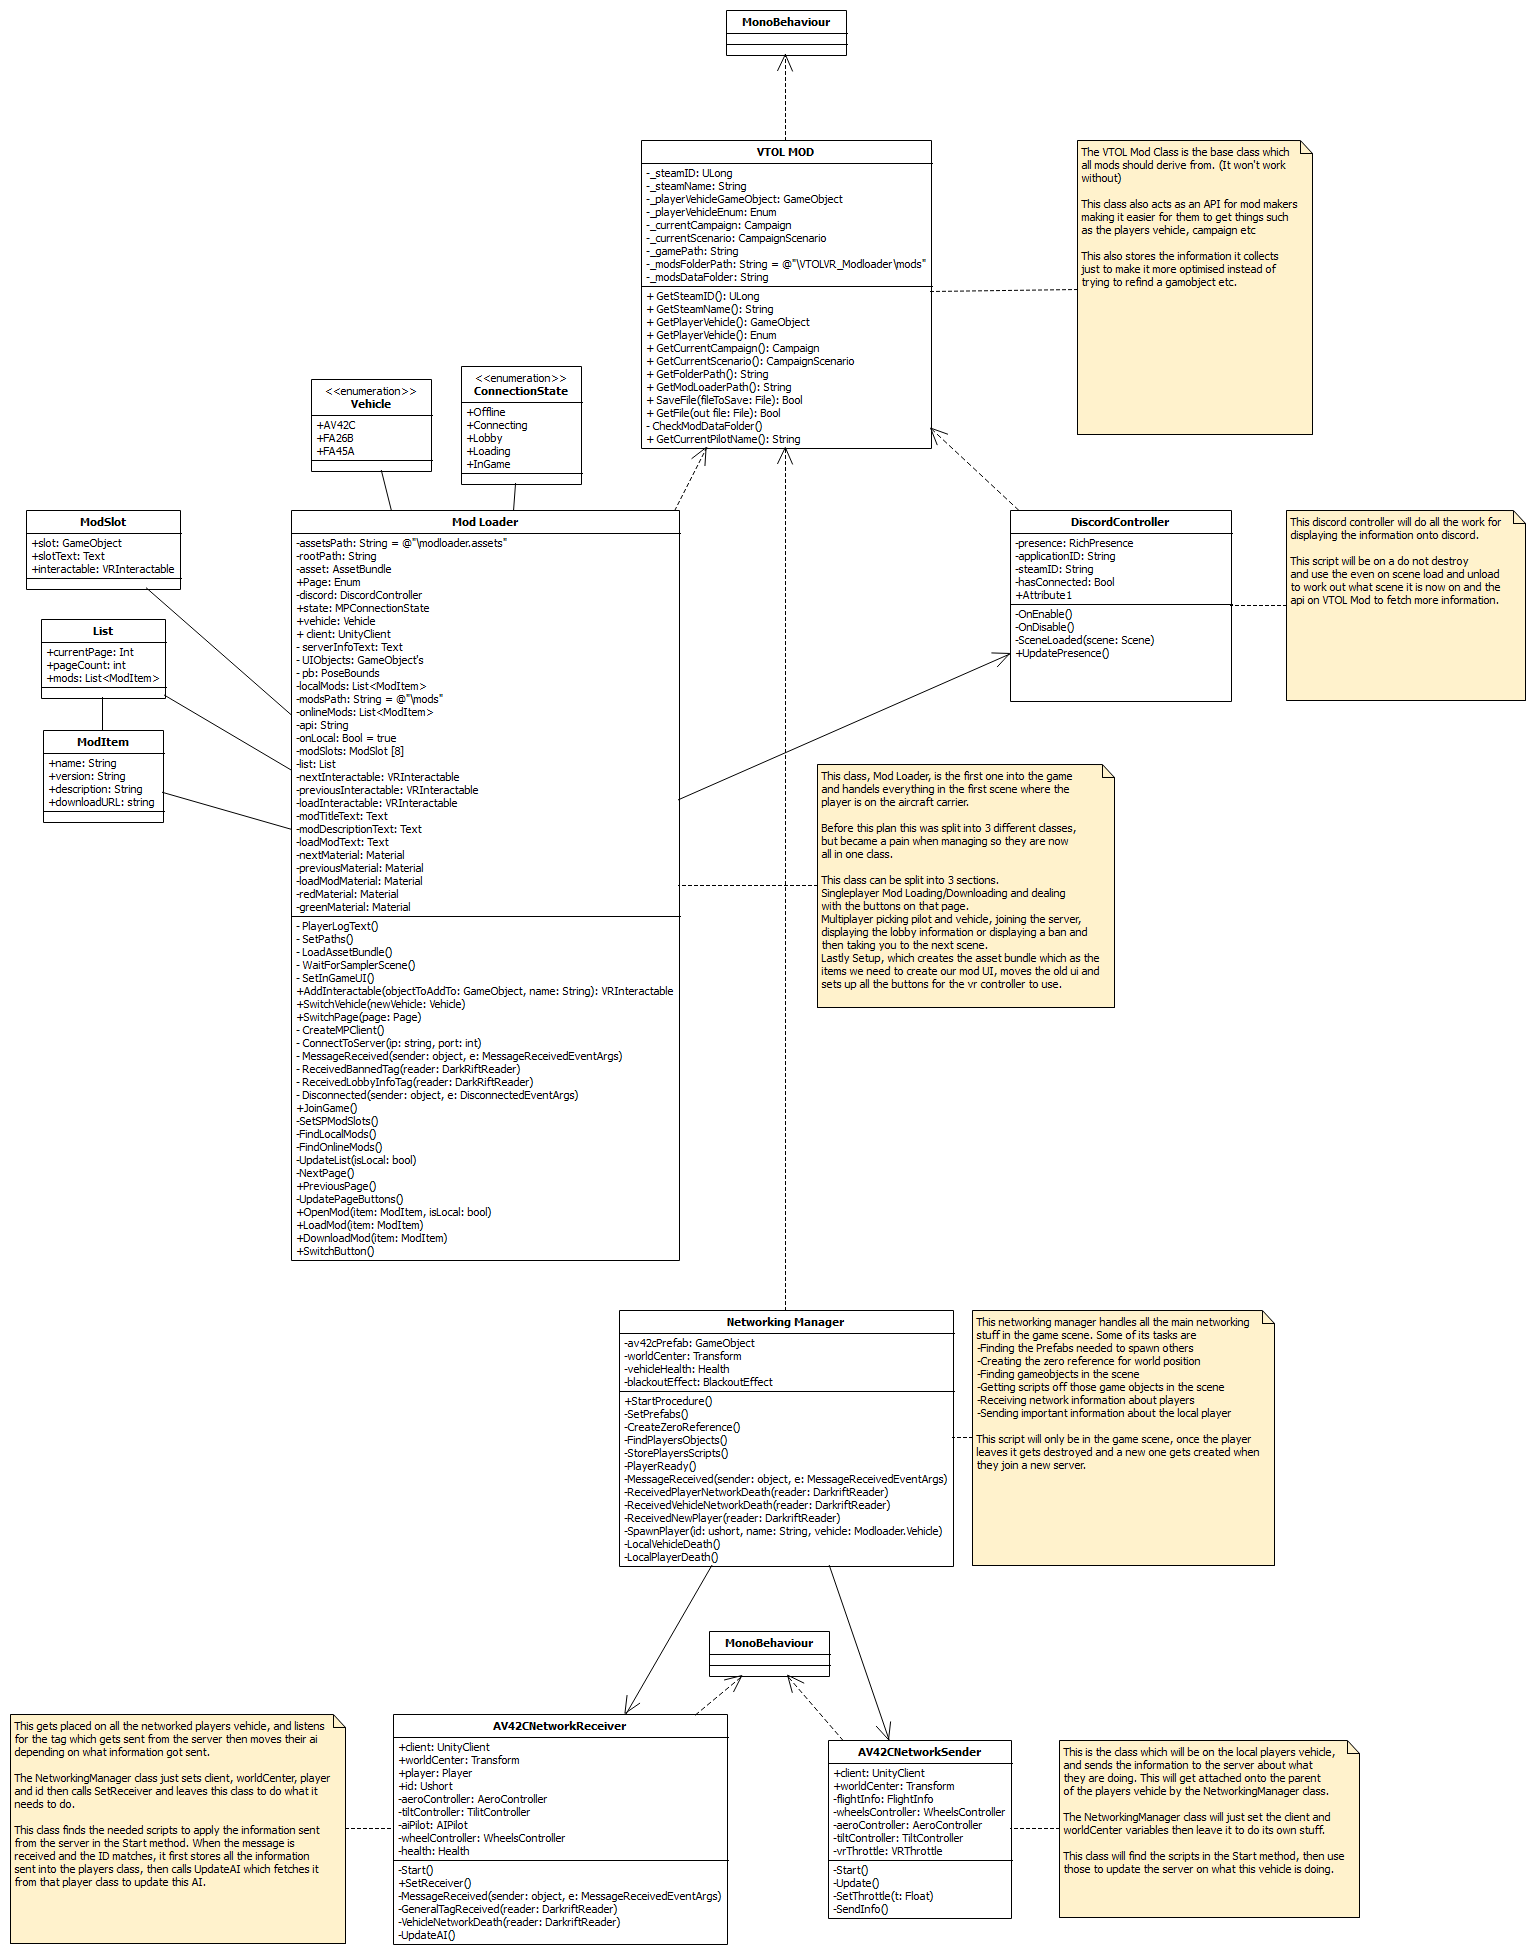 MonoBehaviour
VTOL MOD
-_steamID: ULong
-_steamName: String
-_playerVehicleGameObject: GameObject
-_playerVehicleEnum: Enum
-_currentCampaign: Campaign
-_currentScenario: CampaignScenario
-_gamePath: String
-_modsFolderPath: String = @"\VTOLVR_Modloader\mods"
-_modsDataFolder: String
+ GetSteamID(): ULong
+ GetSteamName(): String
+ GetPlayerVehicle(): GameObject
+ GetPlayerVehicle(): Enum
+ GetCurrentCampaign(): Campaign
+ GetCurrentScenario(): CampaignScenario
+ GetFolderPath(): String
+ GetModLoaderPath(): String
+ SaveFile(fileToSave: File): Bool
+ GetFile(out file: File): Bool
- CheckModDataFolder()
+ GetCurrentPilotName(): String
The VTOL Mod Class is the base class which
all mods should derive from. (It won't work
without)
This class also acts as an API for mod makers
making it easier for them to get things such
as the players vehicle, campaign etc
This also stores the information it collects
just to make it more optimised instead of
trying to refind a gamobject etc.
<<enumeration>>
Vehicle
+AV42C
+FA26B
+FA45A
<<enumeration>>
ConnectionState
+Offline
+Connecting
+Lobby
+Loading
+InGame
ModSlot
+slot: GameObject
+slotText: Text
+interactable: VRInteractable
List
+currentPage: Int
+pageCount: int
+mods: List<ModItem>
ModItem
+name: String
+version: String
+description: String
+downloadURL: string
Mod Loader
-assetsPath: String = @"\modloader.assets"
-rootPath: String
-asset: AssetBundle
+Page: Enum
-discord: DiscordController
+state: MPConnectionState
+vehicle: Vehicle
+ client: UnityClient
- serverInfoText: Text
- UIObjects: GameObject's
- pb: PoseBounds
-localMods: List<ModItem>
-modsPath: String = @"\mods"
-onlineMods: List<ModItem>
-api: String
-onLocal: Bool = true
-modSlots: ModSlot [8]
-list: List
-nextInteractable: VRInteractable
-previousInteractable: VRInteractable
-loadInteractable: VRInteractable
-modTitleText: Text
-modDescriptionText: Text
-loadModText: Text
-nextMaterial: Material
-previousMaterial: Material
-loadModMaterial: Material
-redMaterial: Material
-greenMaterial: Material
- PlayerLogText()
- SetPaths()
- LoadAssetBundle()
- WaitForSamplerScene()
- SetInGameUI()
+AddInteractable(objectToAddTo: GameObject, name: String): VRInteractable
+SwitchVehicle(newVehicle: Vehicle)
+SwitchPage(page: Page)
- CreateMPClient()
- ConnectToServer(ip: string, port: int)
- MessageReceived(sender: object, e: MessageReceivedEventArgs)
- ReceivedBannedTag(reader: DarkRiftReader)
- ReceivedLobbyInfoTag(reader: DarkRiftReader)
- Disconnected(sender: object, e: DisconnectedEventArgs)
+JoinGame()
-SetSPModSlots()
-FindLocalMods()
-FindOnlineMods()
-UpdateList(isLocal: bool)
-NextPage()
+PreviousPage()
-UpdatePageButtons()
+OpenMod(item: ModItem, isLocal: bool)
+LoadMod(item: ModItem)
+DownloadMod(item: ModItem)
+SwitchButton()
DiscordController
-presence: RichPresence
-applicationID: String
-steamID: String
-hasConnected: Bool
+Attribute1
-OnEnable()
-OnDisable()
-SceneLoaded(scene: Scene)
+UpdatePresence()
This discord controller will do all the work for
displaying the information onto discord.
This script will be on a do not destroy
and use the even on scene load and unload
to work out what scene it is now on and the
api on VTOL Mod to fetch more information.
This class, Mod Loader, is the first one into the game
and handels everything in the first scene where the
player is on the aircraft carrier.
Before this plan this was split into 3 different classes,
but became a pain when managing so they are now
all in one class.
This class can be split into 3 sections.
Singleplayer Mod Loading/Downloading and dealing
with the buttons on that page.
Multiplayer picking pilot and vehicle, joining the server,
displaying the lobby information or displaying a ban and
then taking you to the next scene.
Lastly Setup, which creates the asset bundle which as the
items we need to create our mod UI, moves the old ui and
sets up all the buttons for the vr controller to use.
Networking Manager
-av42cPrefab: GameObject
-worldCenter: Transform
-vehicleHealth: Health
-blackoutEffect: BlackoutEffect
+StartProcedure()
-SetPrefabs()
-CreateZeroReference()
-FindPlayersObjects()
-StorePlayersScripts()
-PlayerReady()
-MessageReceived(sender: object, e: MessageReceivedEventArgs)
-ReceivedPlayerNetworkDeath(reader: DarkriftReader)
-ReceivedVehicleNetworkDeath(reader: DarkriftReader)
-ReceivedNewPlayer(reader: DarkriftReader)
-SpawnPlayer(id: ushort, name: String, vehicle: Modloader.Vehicle)
-LocalVehicleDeath()
-LocalPlayerDeath()
This networking manager handles all the main networking
stuff in the game scene. Some of its tasks are
-Finding the Prefabs needed to spawn others
-Creating the zero reference for world position
-Finding gameobjects in the scene
-Getting scripts off those game objects in the scene
-Receiving network information about players
-Sending important information about the local player
This script will only be in the game scene, once the player
leaves it gets destroyed and a new one gets created when
they join a new server.
MonoBehaviour
This gets placed on all the networked players vehicle, and listens
for the tag which gets sent from the server then moves their ai
depending on what information got sent.
The NetworkingManager class just sets client, worldCenter, player
and id then calls SetReceiver and leaves this class to do what it
needs to do.
This class finds the needed scripts to apply the information sent
from the server in the Start method. When the message is
received and the ID matches, it first stores all the information
sent into the players class, then calls UpdateAI which fetches it
from that player class to update this AI.
AV42CNetworkReceiver
+client: UnityClient
+worldCenter: Transform
+player: Player
+id: Ushort
-aeroController: AeroController
-tiltController: TilitController
-aiPilot: AIPilot
-wheelController: WheelsController
-health: Health
-Start()
+SetReceiver()
-MessageReceived(sender: object, e: MessageReceivedEventArgs)
-GeneralTagReceived(reader: DarkriftReader)
-VehicleNetworkDeath(reader: DarkriftReader)
-UpdateAI()
AV42CNetworkSender
+client: UnityClient
+worldCenter: Transform
-flightInfo: FlightInfo
-wheelsController: WheelsController
-aeroController: AeroController
-tiltController: TiltController
-vrThrottle: VRThrottle
-Start()
-Update()
-SetThrottle(t: Float)
-SendInfo()
This is the class which will be on the local players vehicle,
and sends the information to the server about what
they are doing. This will get attached onto the parent
of the players vehicle by the NetworkingManager class.
The NetworkingManager class will just set the client and
worldCenter variables then leave it to do its own stuff.
This class will find the scripts in the Start method, then use
those to update the server on what this vehicle is doing.